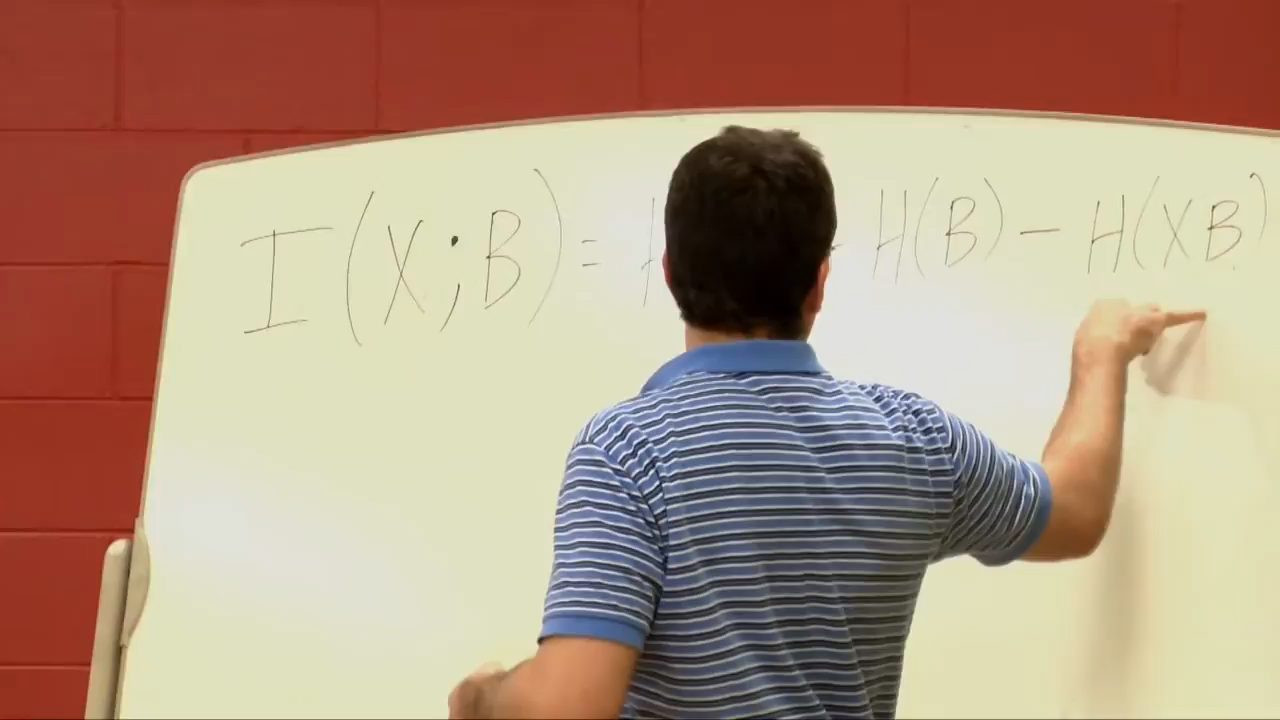 I(X;B) = H - H(B) - H(XB)